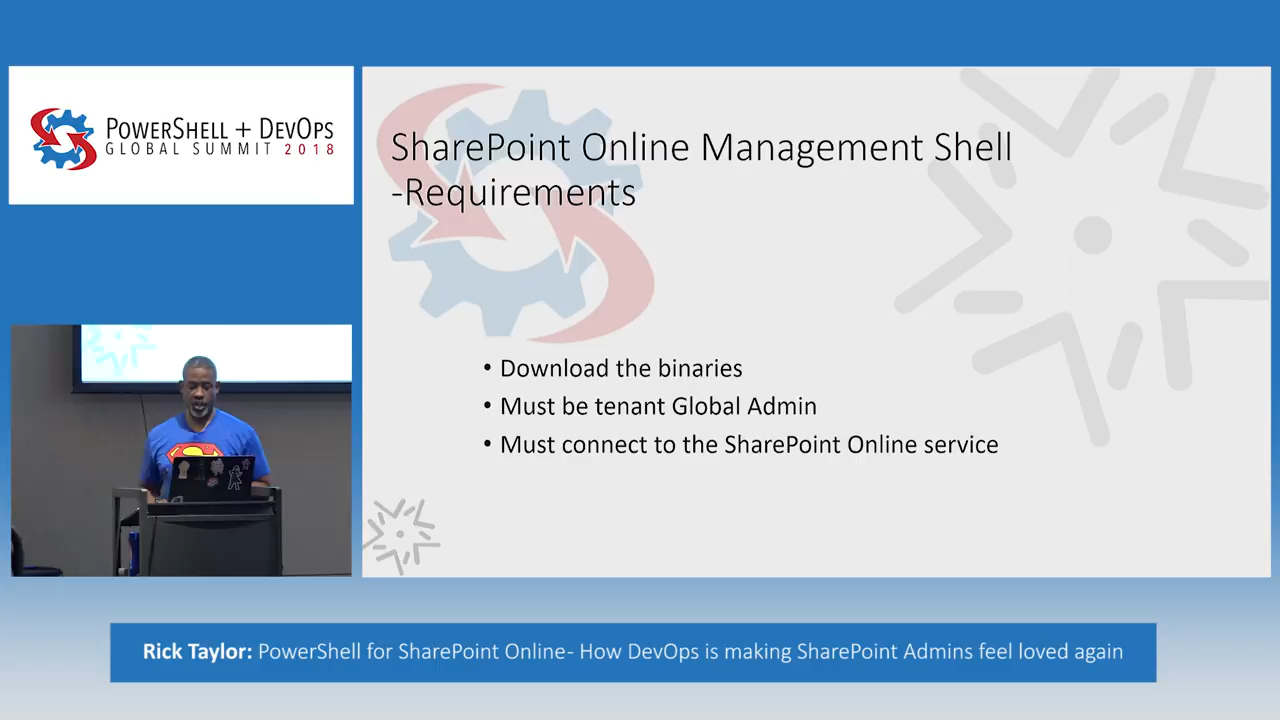 POWERSHELL + DEVOPS
GLOBAL SUMMIT 2018
SharePoint Online Management Shell
-Requirements
• Download the binaries
• Must be tenant Global Admin
• Must connect to the SharePoint Online service
Rick Taylor: PowerShell for SharePoint Online- How DevOps is making SharePoint Admins feel loved again